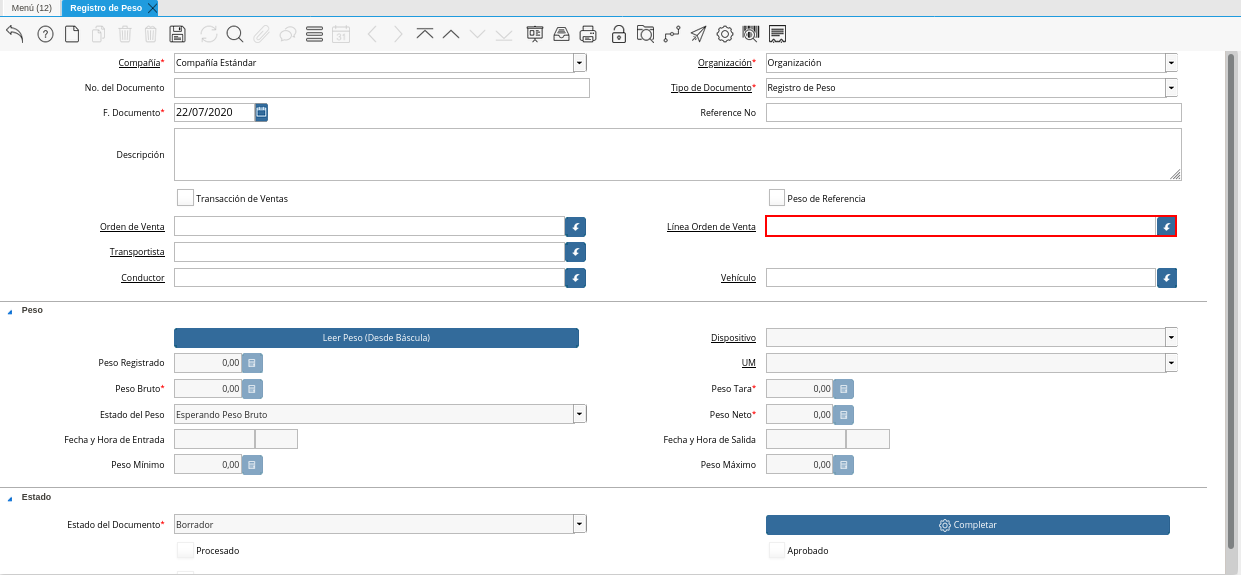 Menú (12) Registro de Peso
31
Compañía* Compañía Estándar Organización* Organización
No. del Documento Tipo de Documento* Registro de Peso
F. Documento* 22/07/2020 Reference No
Descripción
Transacción de Ventas Peso de Referencia
Orden de Venta Línea Orden de Venta
Transportista
Conductor Vehículo
Peso
Leer Peso (Desde Báscula) Dispositivo
Peso Registrado 0,00 UM
Peso Bruto* 0,00 Peso Tara* 0,00
Estado del Peso Esperando Peso Bruto Peso Neto* 0,00
Fecha y Hora de Entrada Fecha y Hora de Salida
Peso Mínimo 0,00 Peso Máximo 0,00
Estado
Estado del Documento* Borrador Completar
Procesado Aprobado